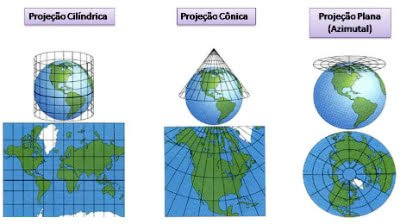 Projeção Cilíndrica
Projeção Cônica
Projeção Plana
(Azimutal)